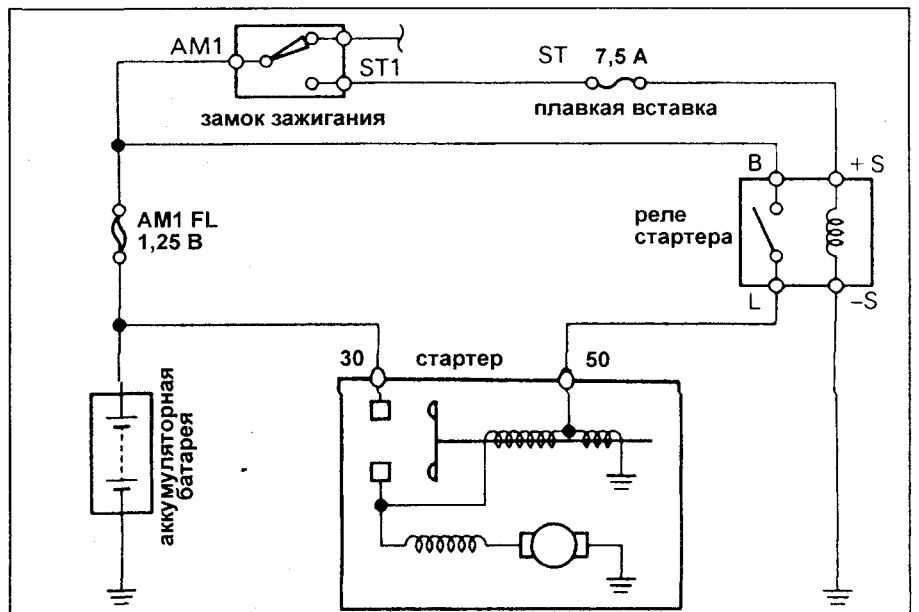 AM1
ST1
замок зажигания
ST 7,5 А
плавкая вставка
AM1 FL
1,25 В
B
+ S
реле
стартера
L
–S
30
стартер
50
аккумуляторная
батарея